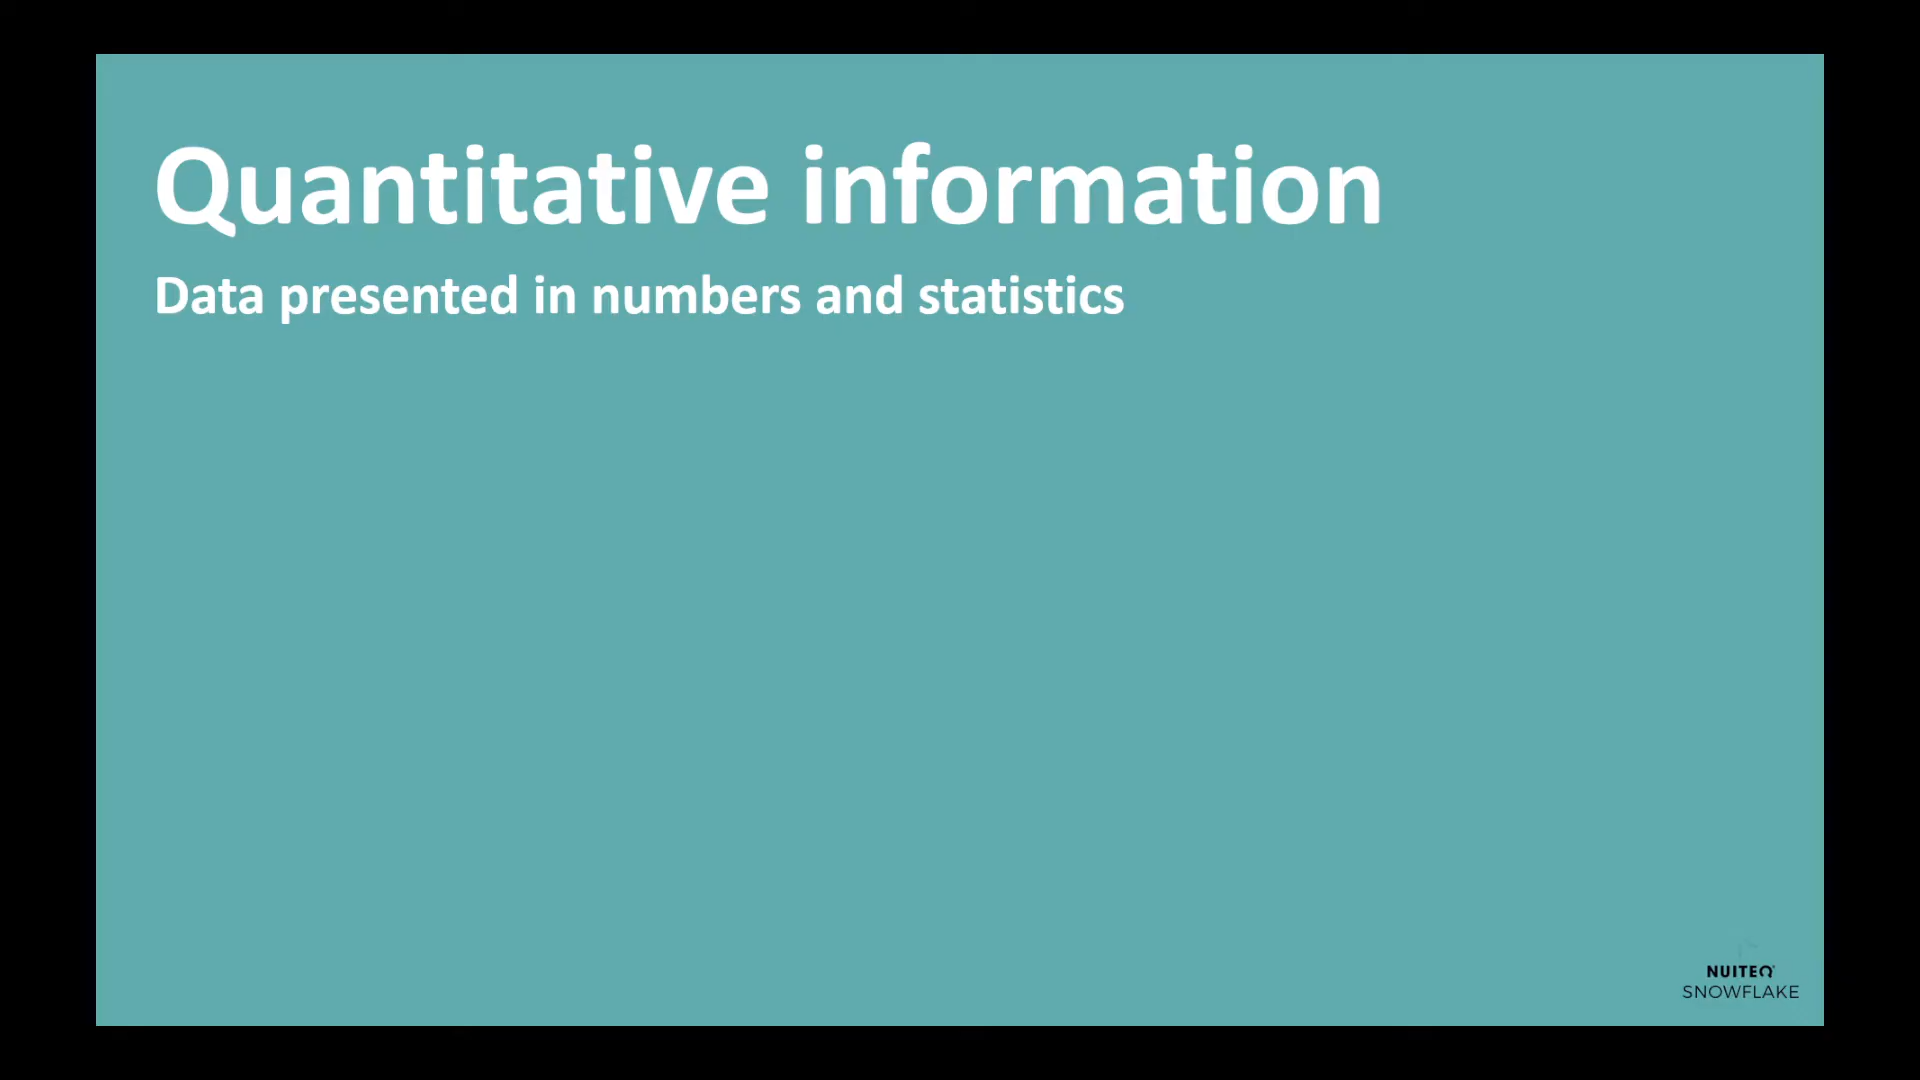 Quantitative information
Data presented in numbers and statistics
NUITEQ
SNOWFLAKE